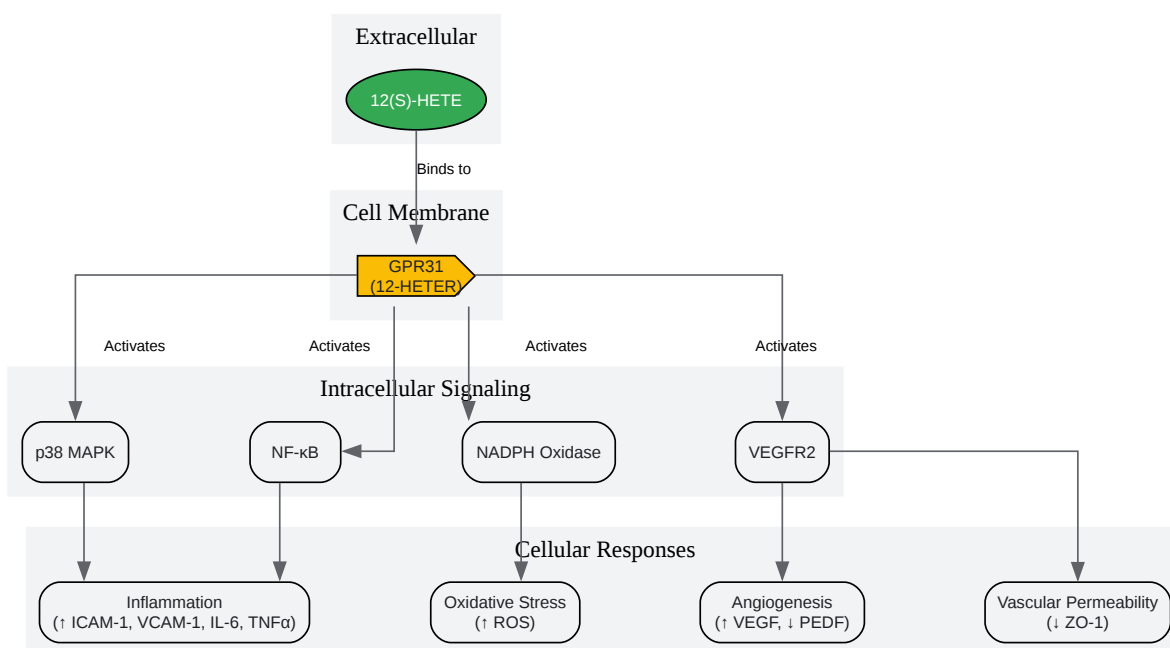 Extracellular
12(S)-HETE
Binds to
Cell Membrane
GPR31
(12-HETER)
Activates
Activates
Activates
Activates
Intracellular Signaling
p38 MAPK
NF-κB
NADPH Oxidase
VEGFR2
Cellular Responses
Inflammation
(↑ ICAM-1, VCAM-1, IL-6, TNFα)
Oxidative Stress
(↑ ROS)
Angiogenesis
(↑ VEGF, ↓ PEDF)
Vascular Permeability
(↓ ZO-1)